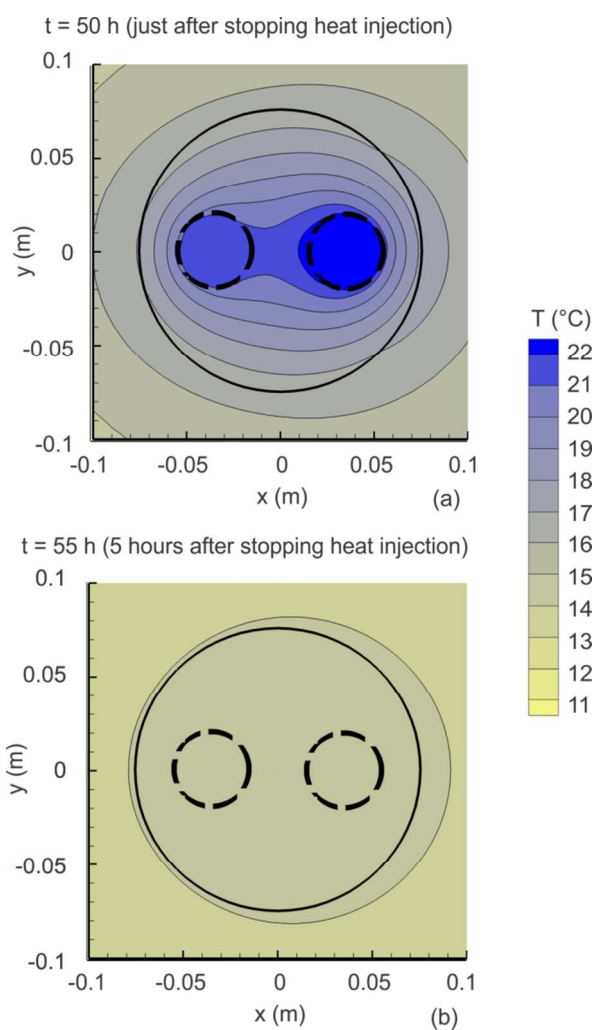 t = 50 h (just after stopping heat injection)
0.1
0.05
0
-0.05
-0.1
y (m)
-0.1 -0.05 0 0.05 0.1
x (m)
(a)
T (°C)
22
21
20
19
18
17
16
15
14
13
12
11
t = 55 h (5 hours after stopping heat injection)
0.1
0.05
0
-0.05
-0.1
y (m)
-0.1 -0.05 0 0.05 0.1
x (m)
(b)